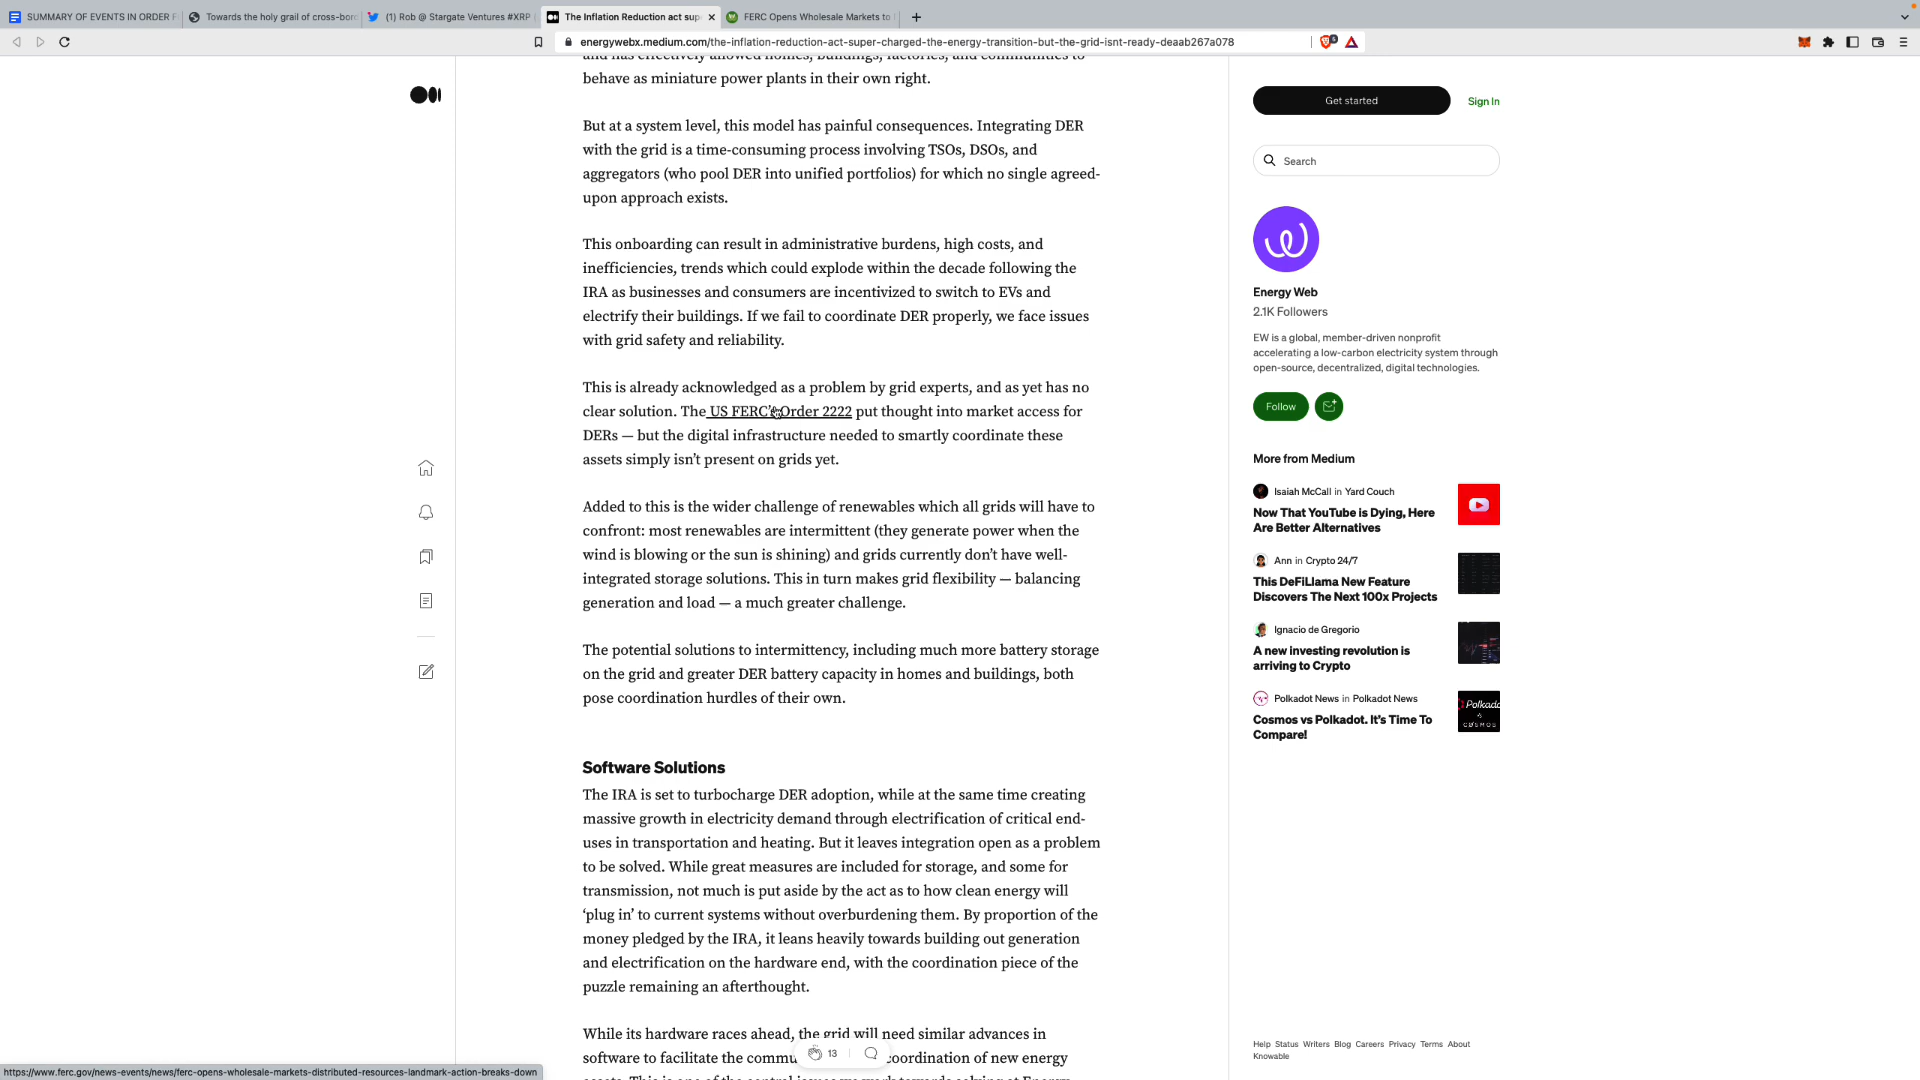 SUMMARY OF EVENTS IN ORDER F
Towards the holy grail of cross-bor
(1) Rob @ Stargate Ventures #XRP
The Inflation Reduction act sup
FERC Opens Wholesale Markets to
energywebx.medium.com/the-inflation-reduction-act-super-charged-the-energy-transition-but-the-grid-isnt-ready-deaab267a078
and has effectively allowed homes, buildings, factories, and communities to
behave as miniature power plants in their own right.
But at a system level, this model has painful consequences. Integrating DER
with the grid is a time-consuming process involving TSOs, DSOs, and
aggregators (who pool DER into unified portfolios) for which no single agreed-
upon approach exists.
This onboarding can result in administrative burdens, high costs, and
inefficiencies, trends which could explode within the decade following the
IRA as businesses and consumers are incentivized to switch to EVs and
electrify their buildings. If we fail to coordinate DER properly, we face issues
with grid safety and reliability.
This is already acknowledged as a problem by grid experts, and as yet has no
clear solution. The US FERC's Order 2222 put thought into market access for
DERs — but the digital infrastructure needed to smartly coordinate these
assets simply isn't present on grids yet.
Added to this is the wider challenge of renewables which all grids will have to
confront: most renewables are intermittent (they generate power when the
wind is blowing or the sun is shining) and grids currently don't have well-
integrated storage solutions. This in turn makes grid flexibility — balancing
generation and load — a much greater challenge.
The potential solutions to intermittency, including much more battery storage
on the grid and greater DER battery capacity in homes and buildings, both
pose coordination hurdles of their own.
Software Solutions
The IRA is set to turbocharge DER adoption, while at the same time creating
massive growth in electricity demand through electrification of critical end-
uses in transportation and heating. But it leaves integration open as a problem
to be solved. While great measures are included for storage, and some for
transmission, not much is put aside by the act as to how clean energy will
'plug in' to current systems without overburdening them. By proportion of the
money pledged by the IRA, it leans heavily towards building out generation
and electrification on the hardware end, with the coordination piece of the
puzzle remaining an afterthought.
While its hardware races ahead, the grid will need similar advances in
software to facilitate the commu coordination of new energy
13
Get started
Sign In
Search
Energy Web
2.1K Followers
EW is a global, member-driven nonprofit
accelerating a low-carbon electricity system through
open-source, decentralized, digital technologies.
Follow
More from Medium
Isaiah McCall in Yard Couch
Now That YouTube is Dying, Here
Are Better Alternatives
Ann in Crypto 24/7
This DeFiLlama New Feature
Discovers The Next 100x Projects
Ignacio de Gregorio
A new investing revolution is
arriving to Crypto
Polkadot News in Polkadot News
Cosmos vs Polkadot. It's Time To
Compare!
Polkado
COSMOS
Help Status Writers Blog Careers Privacy Terms About
Knowable
https://www.ferc.gov/news-events/news/ferc-opens-wholesale-markets-distributed-resources-landmark-action-breaks-down